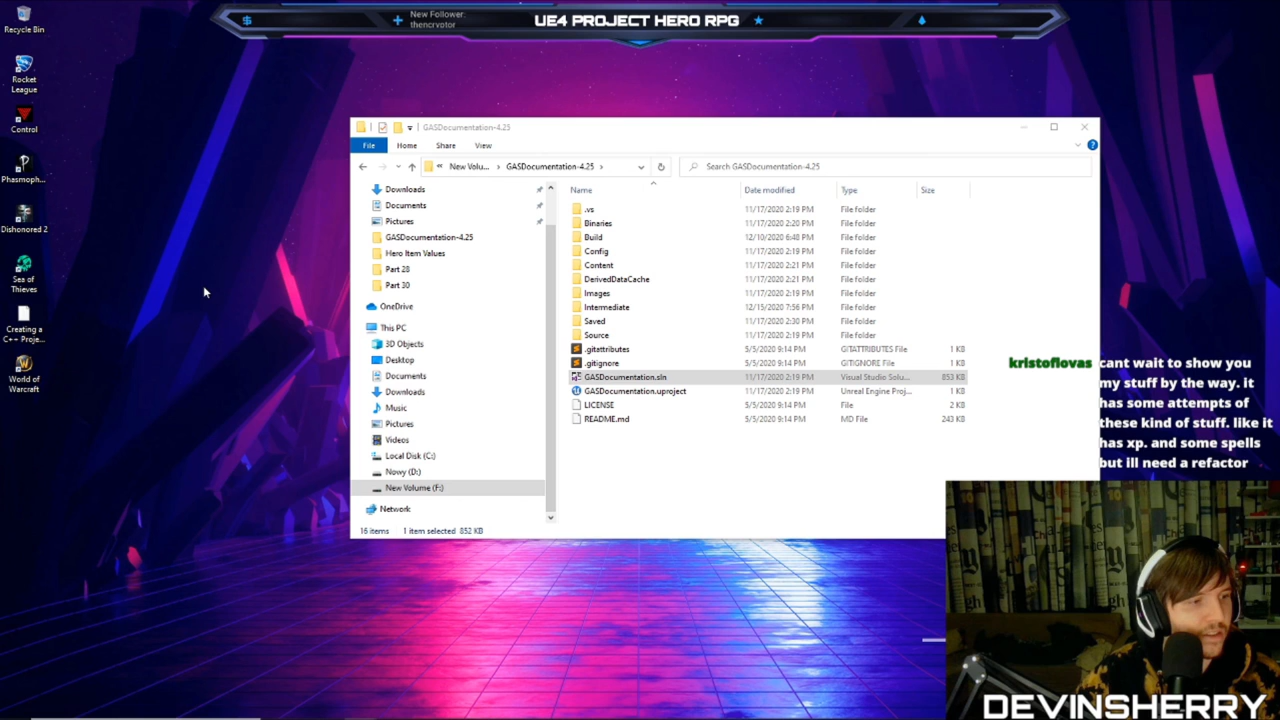 New Follower:
thencryptor
UE4 PROJECT HERO RPG
Recycle Bin
Rocket
League
Control
Phasmoph...
Dishonored 2
Sea of
Thieves
Creating a
C++ Proje...
World of
Warcraft
GASDocumentation-4.25
File
Home
Share
View
New Volu...
GASDocumentation-4.25
Search GASDocumentation-4.25
Downloads
Documents
Pictures
GASDocumentation-4.25
Hero Item Values
Part 28
Part 30
OneDrive
This PC
3D Objects
Desktop
Documents
Downloads
Music
Pictures
Videos
Local Disk (C:)
Nowy (D:)
New Volume (F:)
Network
Name Date modified Type Size
.vs 11/17/2020 2:19 PM File folder
Binaries 11/17/2020 2:20 PM File folder
Build 12/10/2020 6:48 PM File folder
Config 11/17/2020 2:19 PM File folder
Content 11/17/2020 2:21 PM File folder
DerivedDataCache 11/17/2020 2:21 PM File folder
Images 11/17/2020 2:19 PM File folder
Intermediate 12/15/2020 7:56 PM File folder
Saved 11/17/2020 2:30 PM File folder
Source 11/17/2020 2:19 PM File folder
.gitattributes 5/5/2020 9:14 PM GITATTRIBUTES File 1 KB
.gitignore 5/5/2020 9:14 PM GITIGNORE File 1 KB
GASDocumentation.sln 11/17/2020 2:19 PM Visual Studio Solu... 853 KB
GASDocumentation.uproject 11/17/2020 2:19 PM Unreal Engine Proj... 1 KB
LICENSE 5/5/2020 9:14 PM File 2 KB
README.md 5/5/2020 9:14 PM MD File 243 KB
16 items 1 item selected 852 KB
kristoflovas cant wait to show you
my stuff by the way. it
has some attempts of
these kind of stuff. like it
has xp. and some spells
but ill need a refactor
DEVINSHERRY